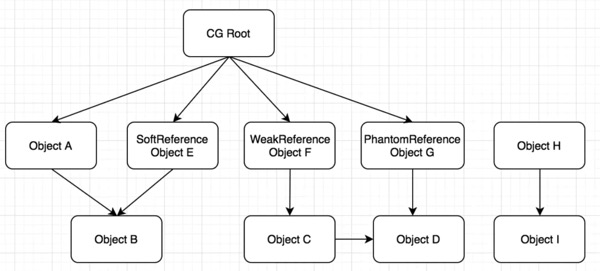 CG Root
Object A
SoftReference
Object E
WeakReference
Object F
PhantomReference
Object G
Object H
Object B
Object C
Object D
Object I